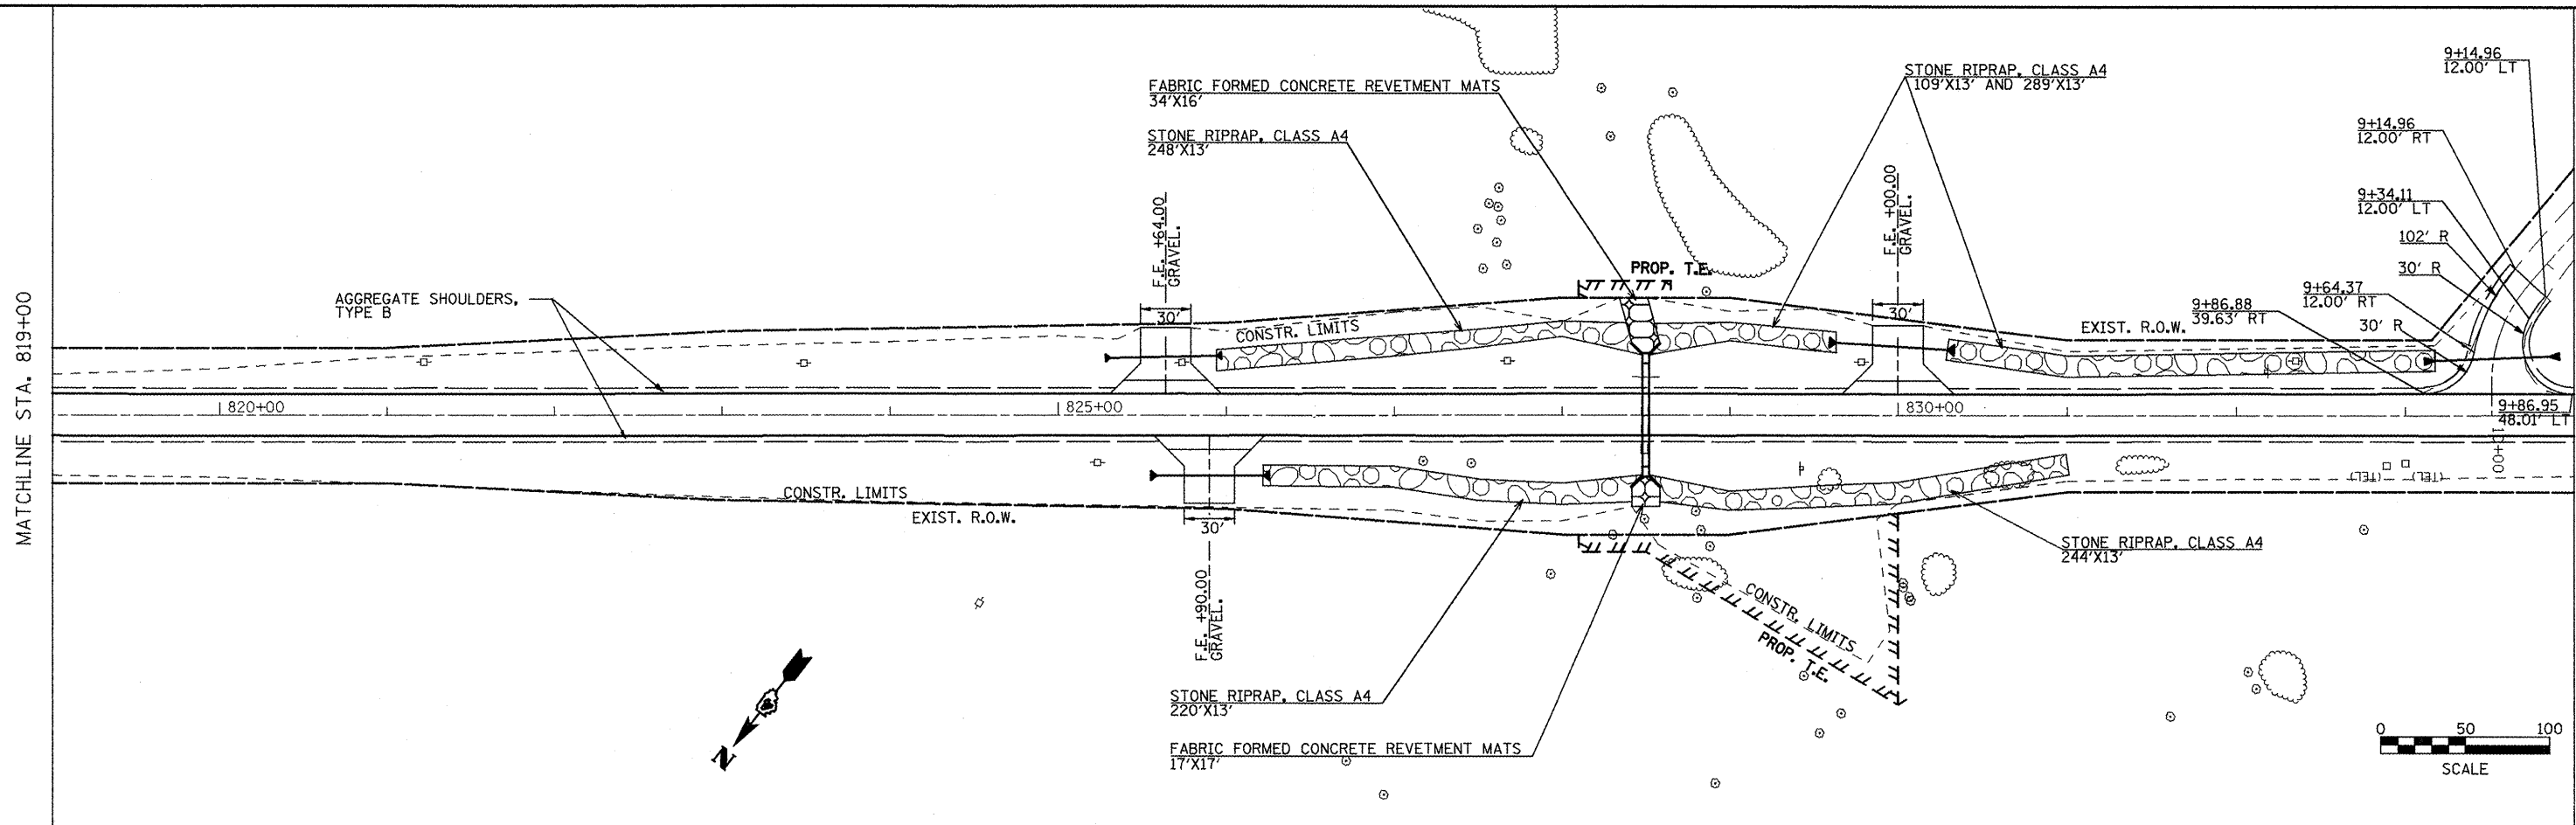 MATCHLINE STA. 819+00
AGGREGATE SHOULDERS,
TYPE B
820+00
825+00
830+00
FABRIC FORMED CONCRETE REVETMENT MATS
34'X16'
STONE RIPRAP, CLASS A4
248'X13'
STONE RIPRAP, CLASS A4
109'X13' AND 289'X13'
F.E. +64.00
GRAVEL.
30'
CONSTR. LIMITS
PROP. T.E.
F.E. +00.00
GRAVEL.
30'
EXIST. R.O.W.
9+14.96
12.00' LT
9+14.96
12.00' RT
9+34.11
12.00' LT
102' R
30' R
9+64.37
12.00' RT
9+86.88
39.63' RT
30' R
9+86.95
48.01' LT
10+00
(TEL)
(TEL)
CONSTR. LIMITS
EXIST. R.O.W.
30'
F.E. +90.00
GRAVEL.
STONE RIPRAP, CLASS A4
244'X13'
CONSTR. LIMITS
PROP. T.E.
STONE RIPRAP, CLASS A4
220'X13'
FABRIC FORMED CONCRETE REVETMENT MATS
17'X17'
N
0 50 100
SCALE